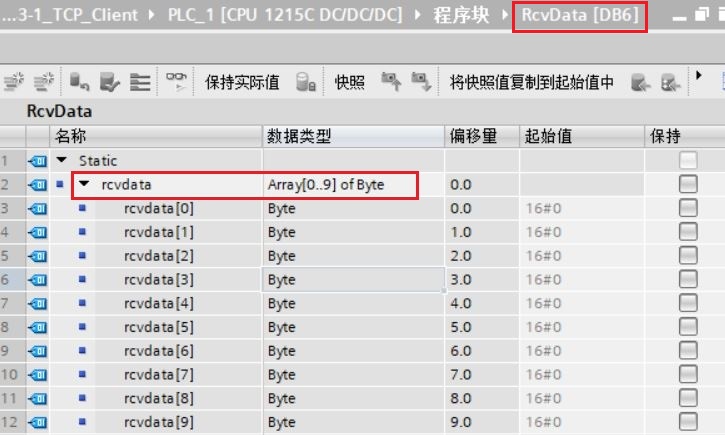 ...3-1_TCP_Client PLC_1 [CPU 1215C DC/DC/DC] 程序块 RcvData [DB6]
保持实际值 快照 将快照值复制到起始值中
RcvData
名称 数据类型 偏移量 起始值 保持
1 Static
2 rcvdata Array[0..9] of Byte 0.0
3 rcvdata[0] Byte 0.0 16#0
4 rcvdata[1] Byte 1.0 16#0
5 rcvdata[2] Byte 2.0 16#0
6 rcvdata[3] Byte 3.0 16#0
7 rcvdata[4] Byte 4.0 16#0
8 rcvdata[5] Byte 5.0 16#0
9 rcvdata[6] Byte 6.0 16#0
10 rcvdata[7] Byte 7.0 16#0
11 rcvdata[8] Byte 8.0 16#0
12 rcvdata[9] Byte 9.0 16#0